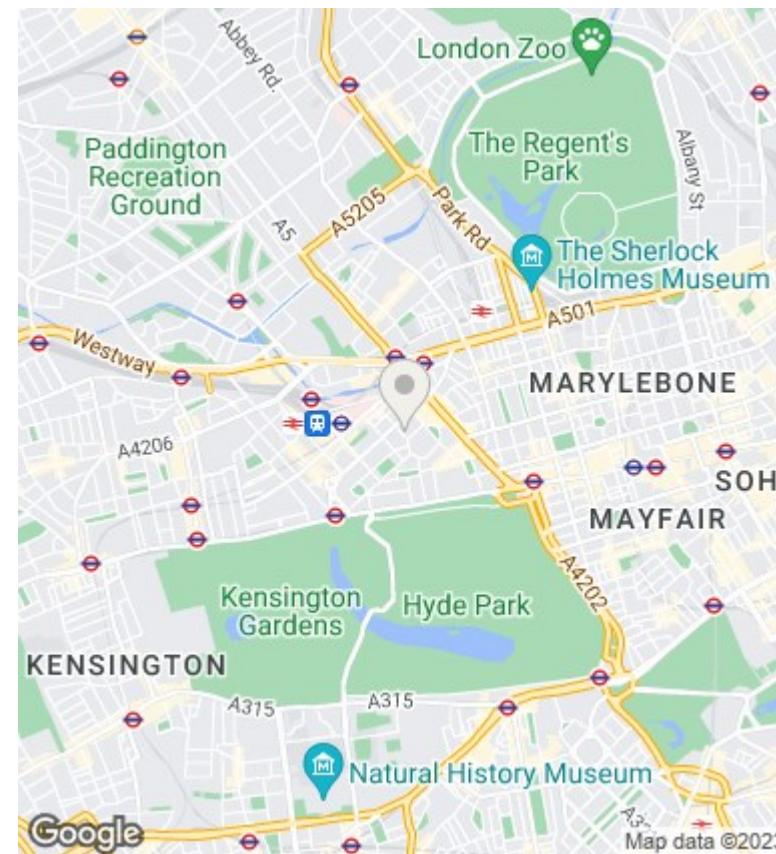 London Zoo
Abbey Rd.
Paddington
Recreation
Ground
The Regent's
Park
Albany St
A5
A5205
Park Rd
The Sherlock
Holmes Museum
A501
Westway
MARYLEBONE
A4206
SOH
MAYFAIR
A4202
Kensington
Gardens
Hyde Park
KENSINGTON
A315
A315
Natural History Museum
Google
Map data ©202